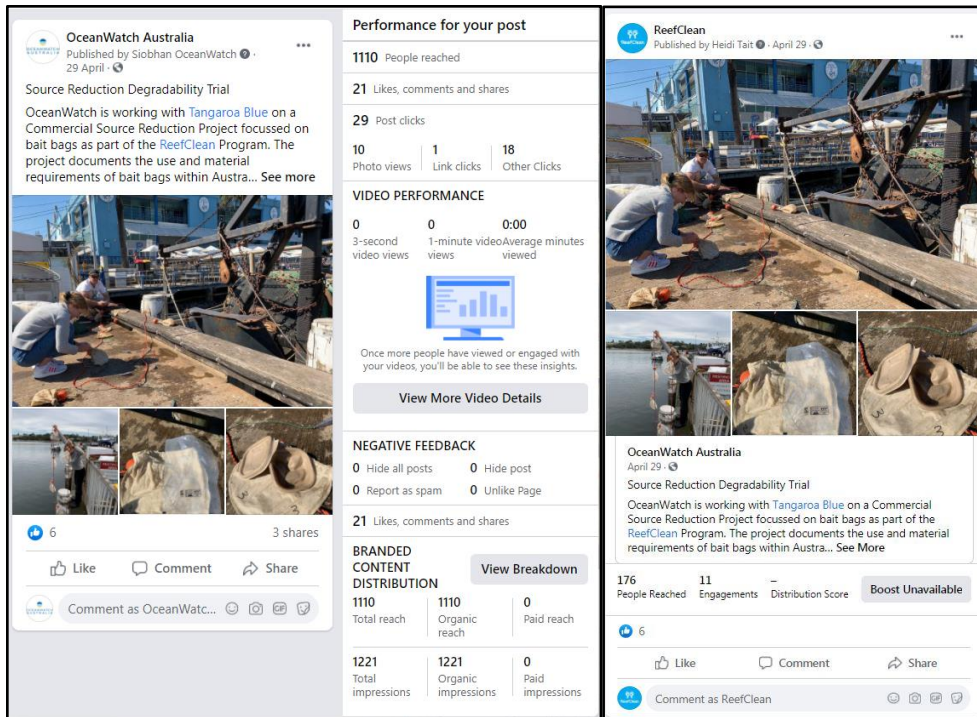 OceanWatch Australia
Published by Siobhan OceanWatch ·
29 April ·
Source Reduction Degradability Trial
OceanWatch is working with Tangaroa Blue on a
Commercial Source Reduction Project focussed on
bait bags as part of the ReefClean Program. The
project documents the use and material
requirements of bait bags within Austra... See more
6
3 shares
Like
Comment
Share
Comment as OceanWatc...
GIF
Performance for your post
1110 People reached
21 Likes, comments and shares
29 Post clicks
10 Photo views
1 Link clicks
18 Other Clicks
VIDEO PERFORMANCE
0 3-second video views
0 1-minute video views
0:00 Average minutes viewed
Once more people have viewed or engaged with
your videos, you'll be able to see these insights.
View More Video Details
NEGATIVE FEEDBACK
0 Hide all posts
0 Hide post
0 Report as spam
0 Unlike Page
21 Likes, comments and shares
BRANDED
CONTENT
DISTRIBUTION
View Breakdown
1110 Total reach
1110 Organic reach
0 Paid reach
1221 Total impressions
1221 Organic impressions
0 Paid impressions
ReefClean
Published by Heidi Tait · April 29 ·
OceanWatch Australia
April 29 ·
Source Reduction Degradability Trial
OceanWatch is working with Tangaroa Blue on a Commercial
Source Reduction Project focussed on bait bags as part of the
ReefClean Program. The project documents the use and material
requirements of bait bags within Austra... See More
176 People Reached
11 Engagements
– Distribution Score
Boost Unavailable
6
Like
Comment
Share
Comment as ReefClean
GIF